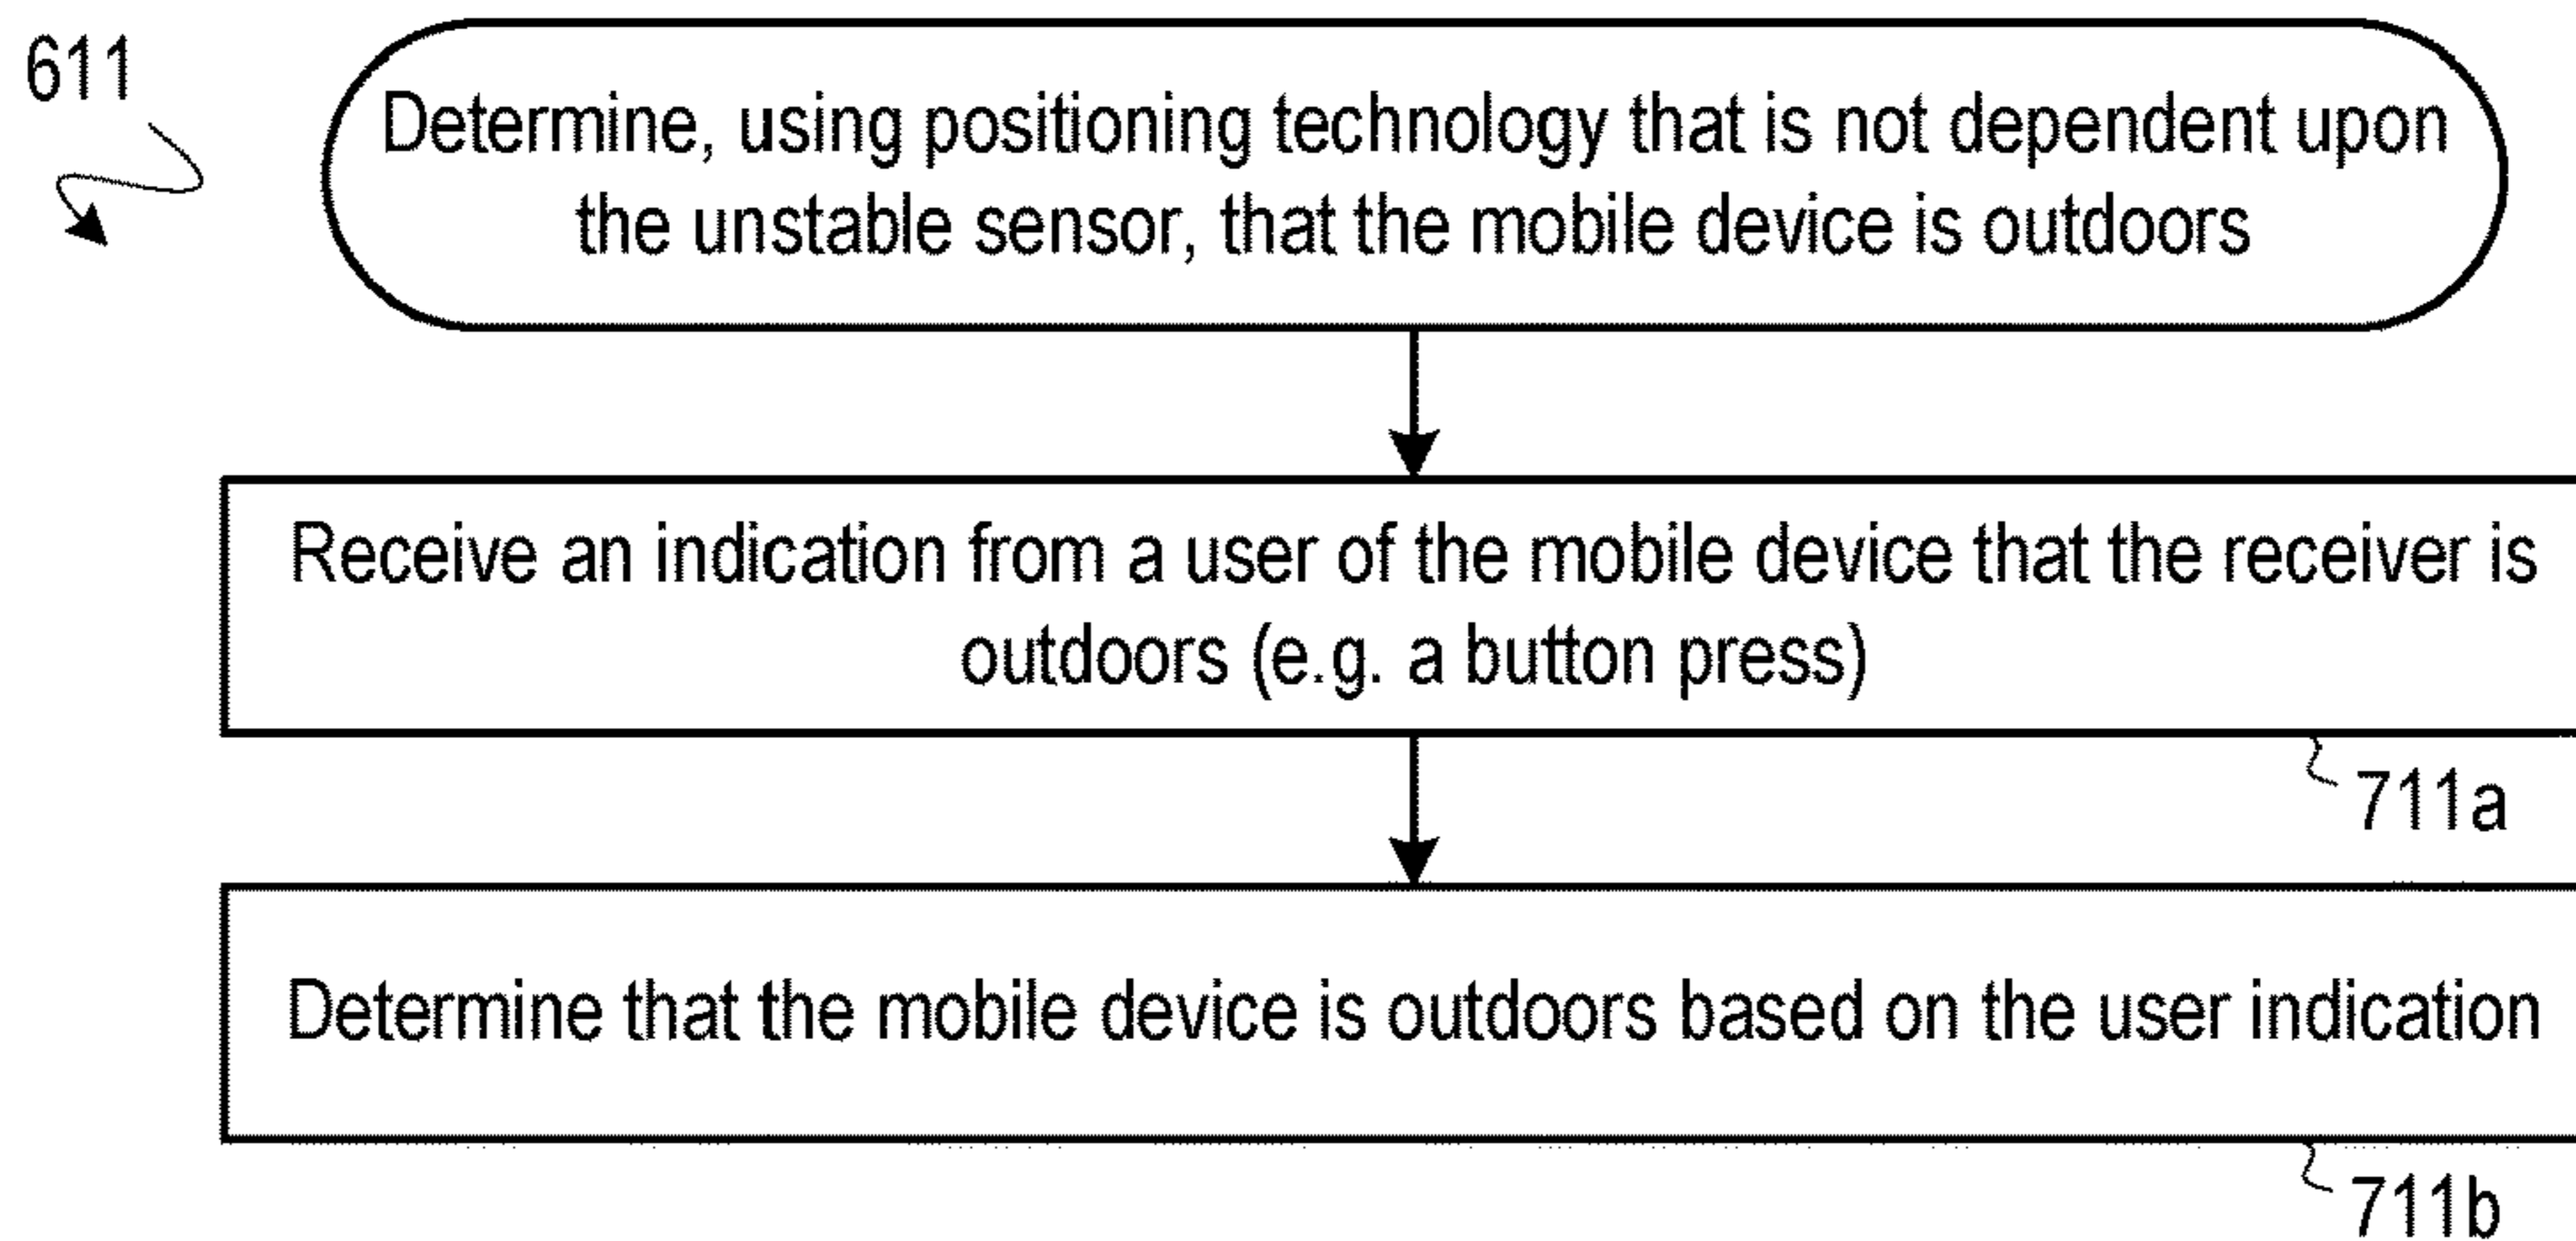 611
Determine, using positioning technology that is not dependent upon
the unstable sensor, that the mobile device is outdoors
Receive an indication from a user of the mobile device that the receiver is
outdoors (e.g. a button press)
711a
Determine that the mobile device is outdoors based on the user indication
711b